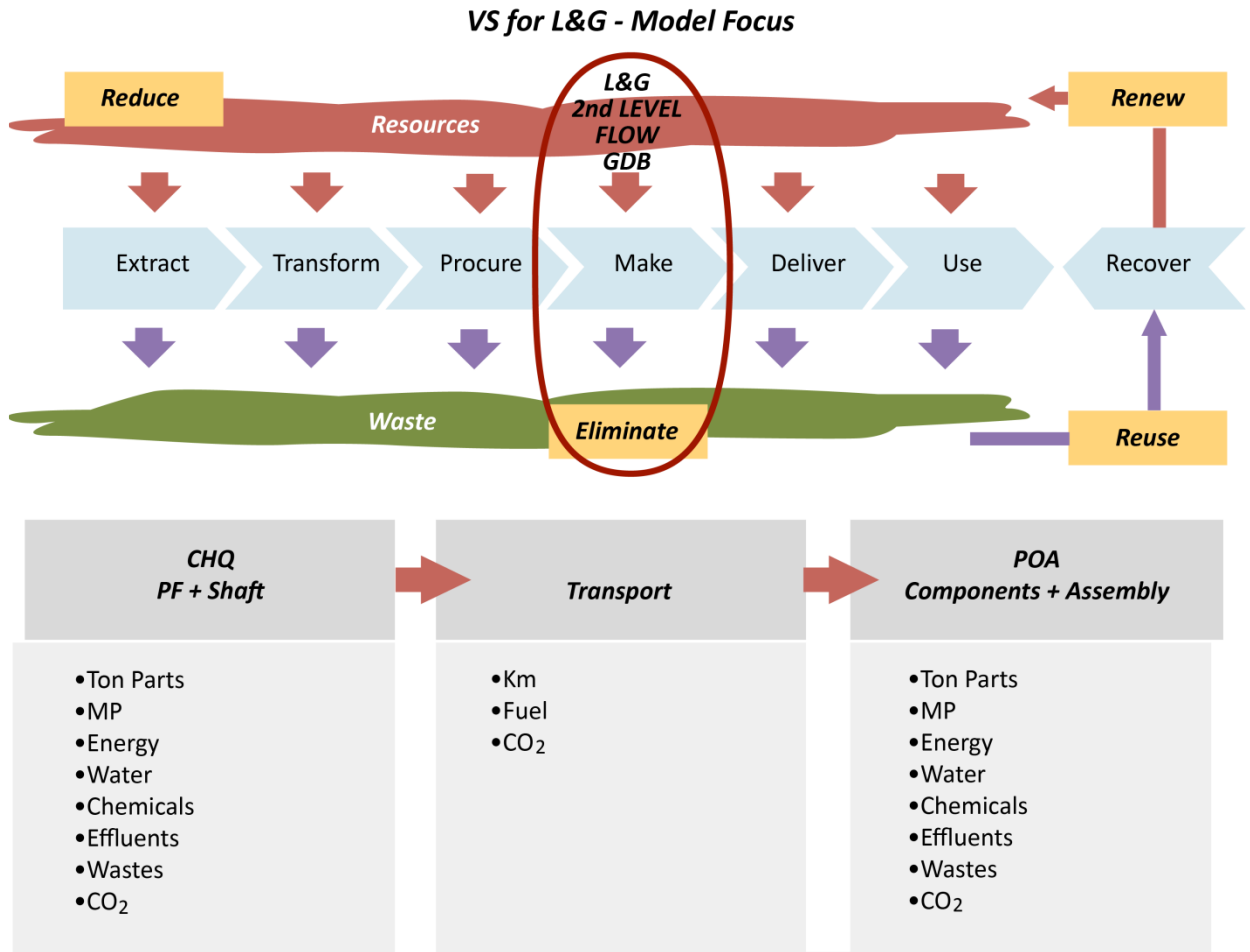 VS for L&G - Model Focus
Reduce
Resources
L&G
2nd LEVEL
FLOW
GDB
Renew
Extract
Transform
Procure
Make
Deliver
Use
Recover
Waste
Eliminate
Reuse
CHQ
PF + Shaft
•Ton Parts
•MP
•Energy
•Water
•Chemicals
•Effluents
•Wastes
•CO₂
Transport
•Km
•Fuel
•CO₂
POA
Components + Assembly
•Ton Parts
•MP
•Energy
•Water
•Chemicals
•Effluents
•Wastes
•CO₂